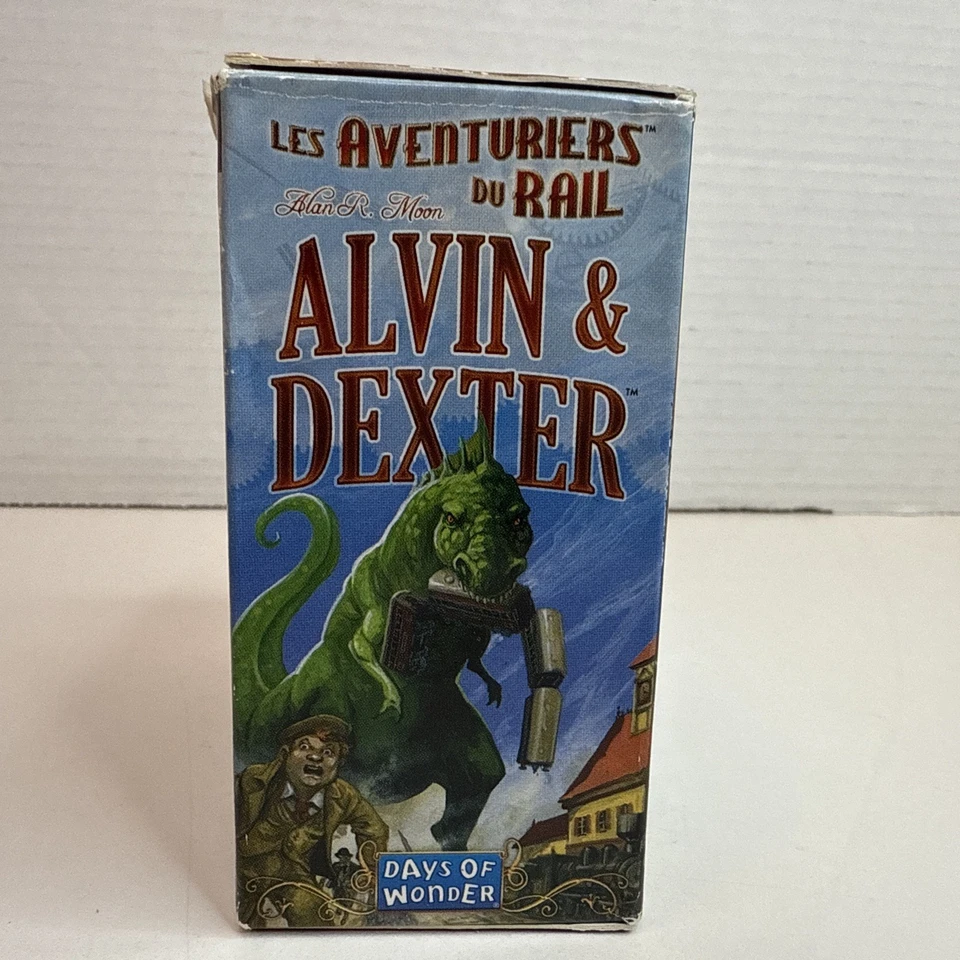 LES AVENTURIERS™
DU RAIL
Alan R. Moon
ALVIN &
DEXTER™
DAYS OF
WONDER